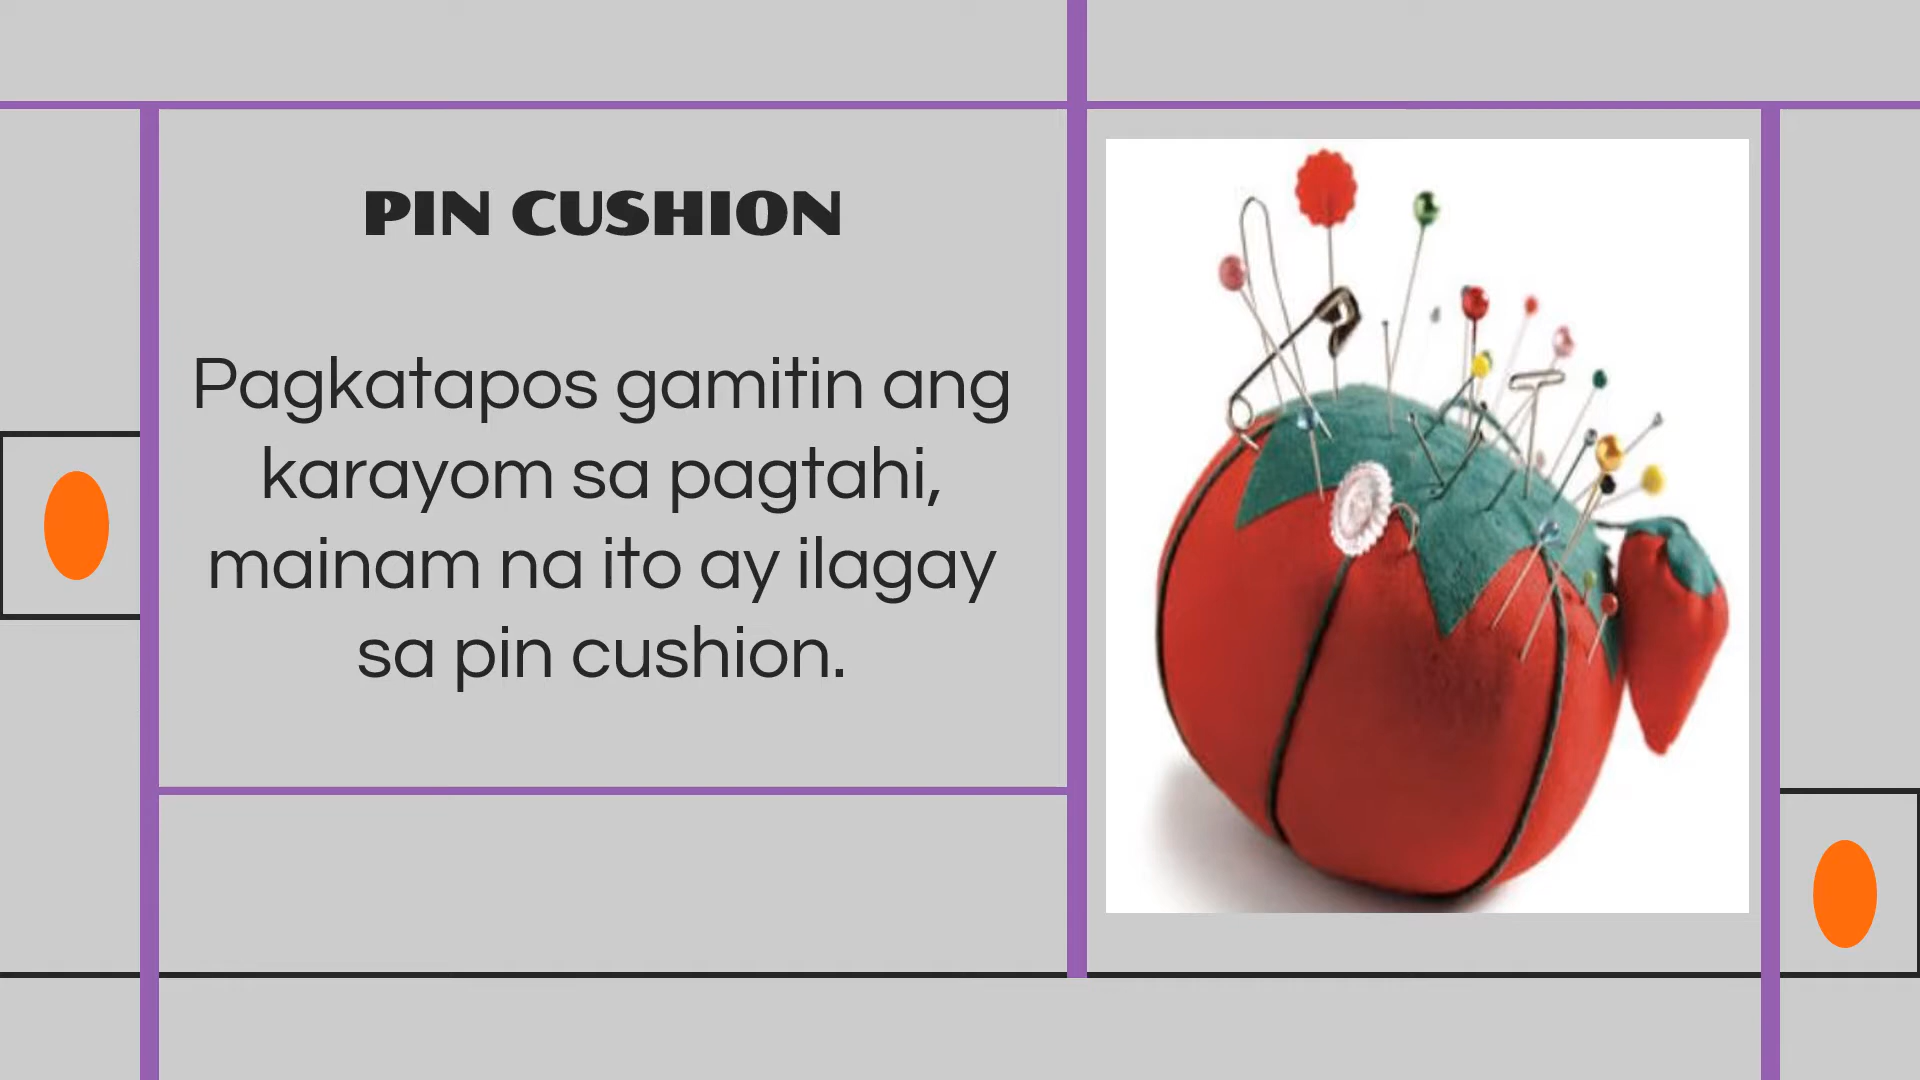 PIN CUSHION
Pagkatapos gamitin ang
karayom sa pagtahi,
mainam na ito ay ilagay
sa pin cushion.